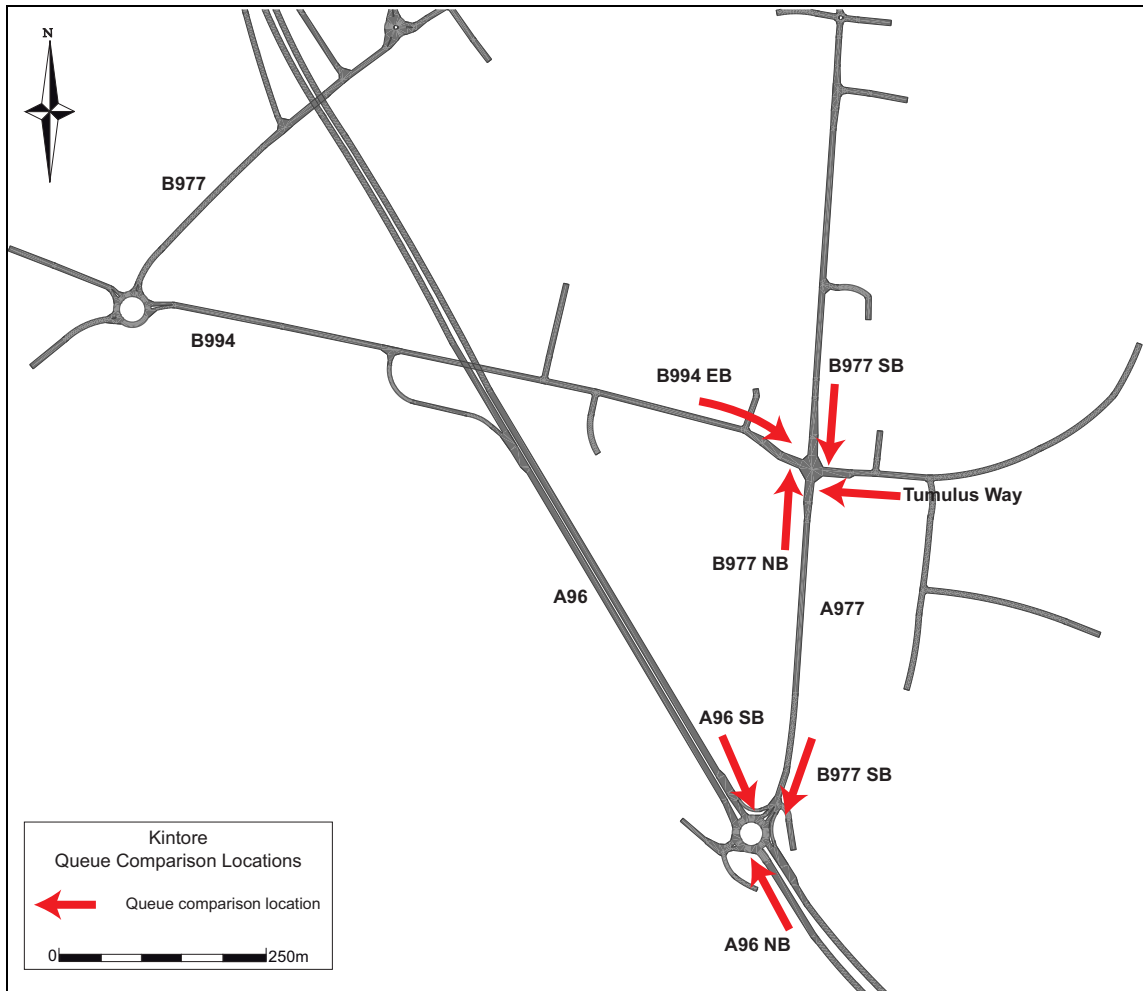 N
B977
B994
B994 EB
B977 SB
Tumulus Way
B977 NB
A96
A977
A96 SB
B977 SB
A96 NB
Kintore
Queue Comparison Locations
Queue comparison location
0
250m